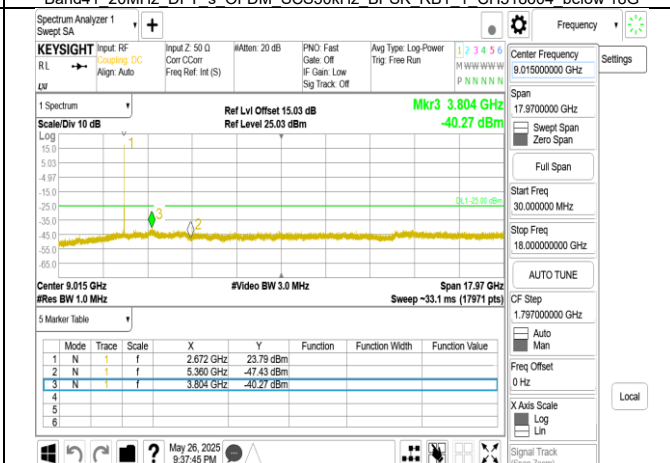 Band41_20MHz_DFT_s_OFDM_SCS30kHz_BPSK_RB1_1_CH518604_below 18G
Spectrum Analyzer 1
Swept SA
Frequency
KEYSIGHT Input: RF Input Z: 50 Ω #Atten: 20 dB PNO: Fast Avg Type: Log-Power 1 2 3 4 5 6
RL Coupling: DC Corr CCorr Gate: Off Trig: Free Run M W W W W W
Align: Auto Freq Ref: Int (S) IF Gain: Low P N N N N N
LXI Sig Track: Off
Center Frequency
9.015000000 GHz
Settings
Span
17.9700000 GHz
Swept Span
Zero Span
Full Span
Start Freq
30.000000 MHz
Stop Freq
18.000000000 GHz
AUTO TUNE
CF Step
1.797000000 GHz
Auto
Man
Freq Offset
0 Hz
X Axis Scale
Log
Lin
Signal Track
(Span Zoom)
Local
1 Spectrum
Scale/Div 10 dB
Ref Lvl Offset 15.03 dB
Ref Level 25.03 dBm
Mkr3 3.804 GHz
-40.27 dBm
Log
15.0
5.03
-4.97
-15.0
-25.0
-35.0
-45.0
-55.0
-65.0
1
3
2
DL1 -25.00 dBm
Center 9.015 GHz #Video BW 3.0 MHz Span 17.97 GHz
#Res BW 1.0 MHz Sweep ~33.1 ms (17971 pts)
5 Marker Table
Mode Trace Scale X Y Function Function Width Function Value
1 N 1 f 2.672 GHz 23.79 dBm
2 N 1 f 5.360 GHz -47.43 dBm
3 N 1 f 3.804 GHz -40.27 dBm
4
5
6
May 26, 2025
9:37:45 PM